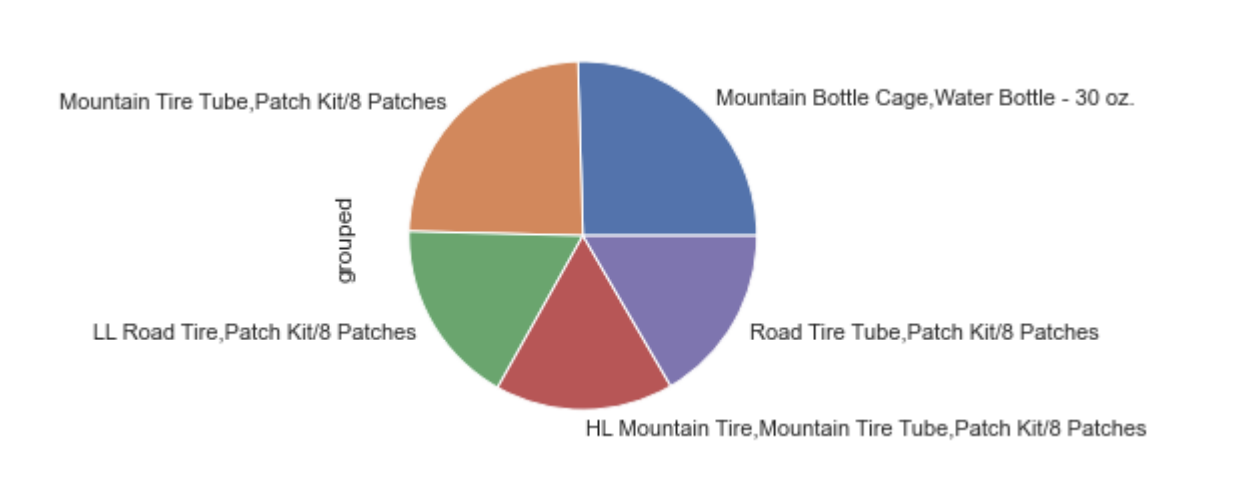 Mountain Bottle Cage,Water Bottle - 30 oz.
Mountain Tire Tube,Patch Kit/8 Patches
grouped
LL Road Tire,Patch Kit/8 Patches
Road Tire Tube,Patch Kit/8 Patches
HL Mountain Tire,Mountain Tire Tube,Patch Kit/8 Patches